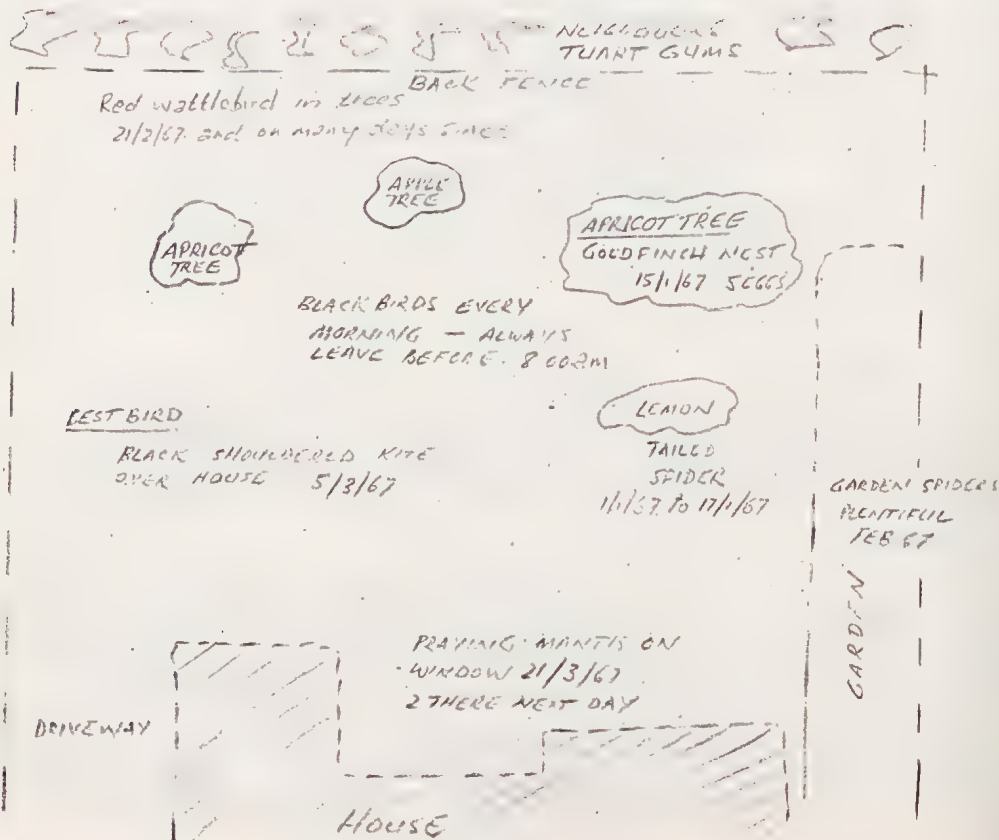 NEIGHBOUR'S
TUART GUMS
BACK FENCE
Red wattlebird in trees
21/2/67 and on many days since
APPLE
TREE
APRICOT
TREE
APRICOT TREE
GOLDFINCH NEST
15/1/67 5 EGGS
BLACKBIRDS EVERY
MORNING — ALWAYS
LEAVE BEFORE 8 00am
BEST BIRD
BLACK SHOULDERED KITE
OVER HOUSE 5/3/67
LEMON
TAILED
SPIDER
1/1/67 to 17/1/67
GARDEN SPIDERS
PLENTIFUL
FEB 67
GARDEN
PRAYING MANTIS ON
WINDOW 21/3/67
2 THERE NEXT DAY
DRIVEWAY
HOUSE